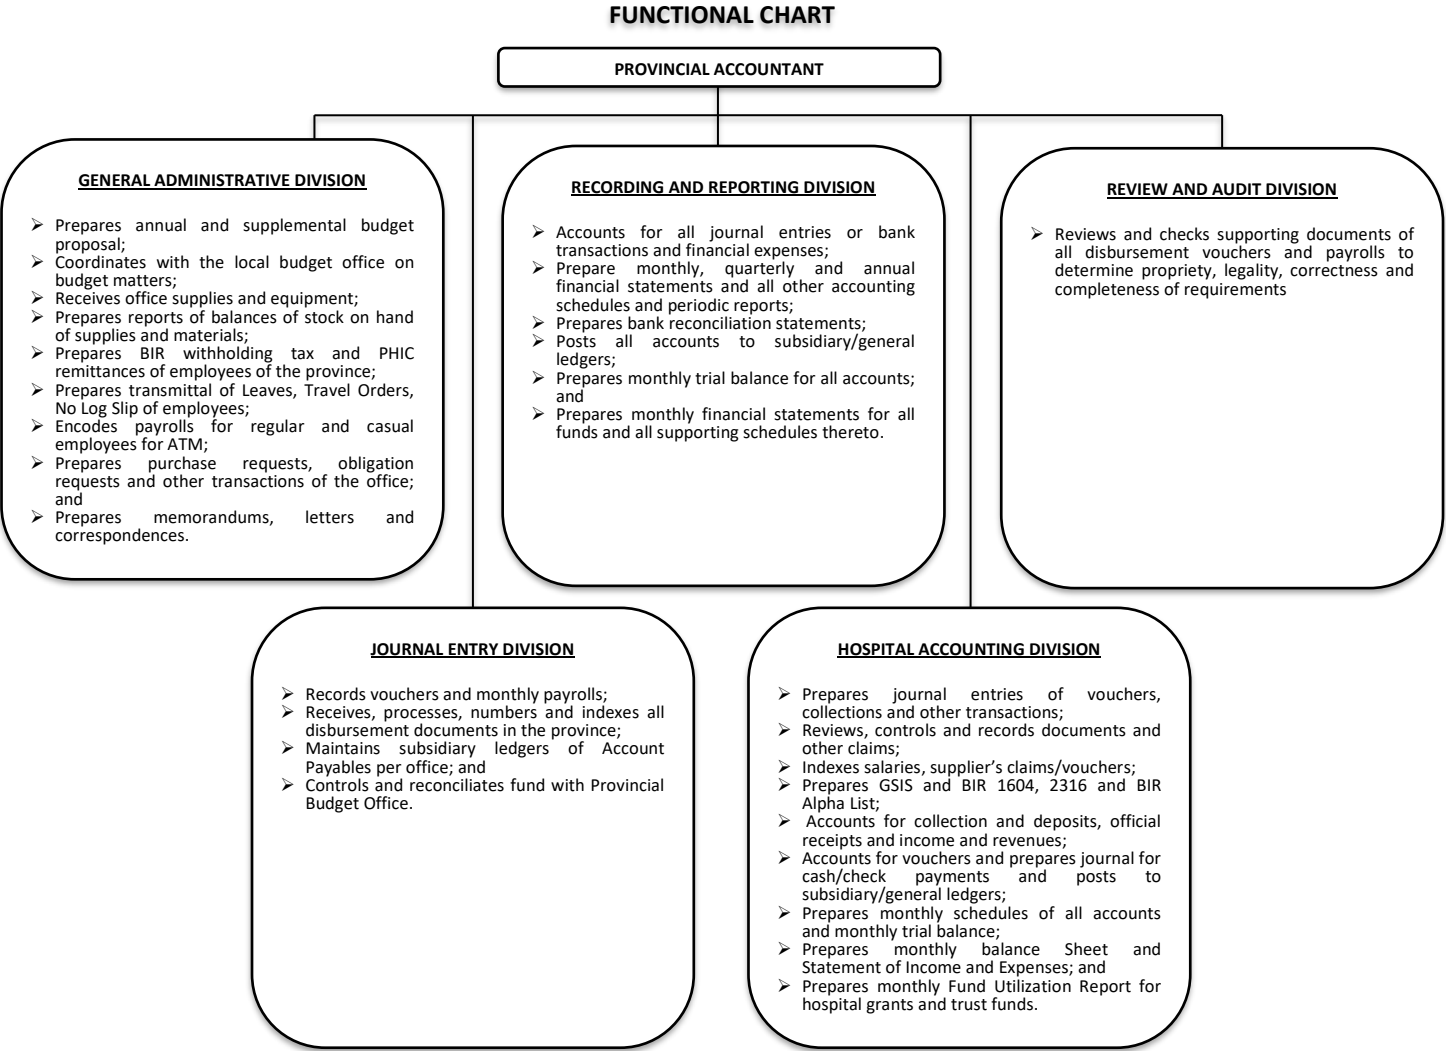 FUNCTIONAL CHART
PROVINCIAL ACCOUNTANT
GENERAL ADMINISTRATIVE DIVISION
➢ Prepares annual and supplemental budget
proposal;
➢ Coordinates with the local budget office on
budget matters;
➢ Receives office supplies and equipment;
➢ Prepares reports of balances of stock on hand
of supplies and materials;
➢ Prepares BIR withholding tax and PHIC
remittances of employees of the province;
➢ Prepares transmittal of Leaves, Travel Orders,
No Log Slip of employees;
➢ Encodes payrolls for regular and casual
employees for ATM;
➢ Prepares purchase requests, obligation
requests and other transactions of the office;
and
➢ Prepares memorandums, letters and
correspondences.
RECORDING AND REPORTING DIVISION
➢ Accounts for all journal entries or bank
transactions and financial expenses;
➢ Prepare monthly, quarterly and annual
financial statements and all other accounting
schedules and periodic reports;
➢ Prepares bank reconciliation statements;
➢ Posts all accounts to subsidiary/general
ledgers;
➢ Prepares monthly trial balance for all accounts;
and
➢ Prepares monthly financial statements for all
funds and all supporting schedules thereto.
REVIEW AND AUDIT DIVISION
➢ Reviews and checks supporting documents of
all disbursement vouchers and payrolls to
determine propriety, legality, correctness and
completeness of requirements
JOURNAL ENTRY DIVISION
➢ Records vouchers and monthly payrolls;
➢ Receives, processes, numbers and indexes all
disbursement documents in the province;
➢ Maintains subsidiary ledgers of Account
Payables per office; and
➢ Controls and reconciliates fund with Provincial
Budget Office.
HOSPITAL ACCOUNTING DIVISION
➢ Prepares journal entries of vouchers,
collections and other transactions;
➢ Reviews, controls and records documents and
other claims;
➢ Indexes salaries, supplier’s claims/vouchers;
➢ Prepares GSIS and BIR 1604, 2316 and BIR
Alpha List;
➢ Accounts for collection and deposits, official
receipts and income and revenues;
➢ Accounts for vouchers and prepares journal for
cash/check payments and posts to
subsidiary/general ledgers;
➢ Prepares monthly schedules of all accounts
and monthly trial balance;
➢ Prepares monthly balance Sheet and
Statement of Income and Expenses; and
➢ Prepares monthly Fund Utilization Report for
hospital grants and trust funds.